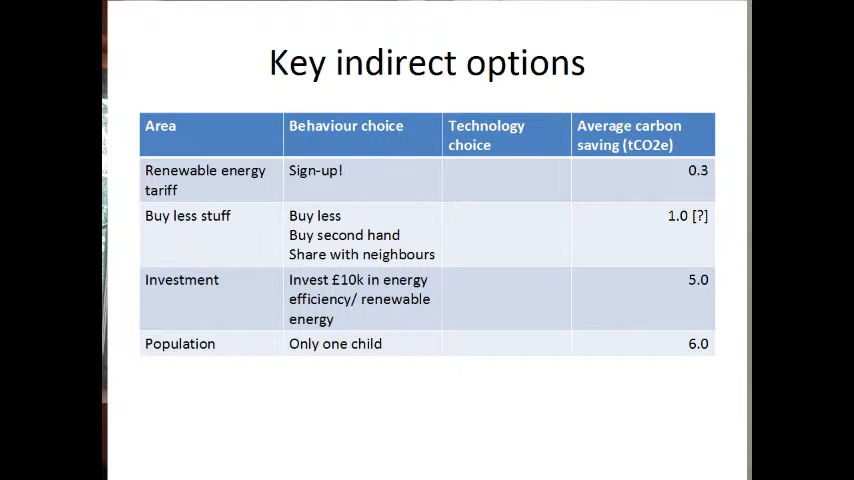 Key indirect options
Area
Behaviour choice
Technology
choice
Average carbon
saving (tCO2e)
Renewable energy
tariff
Sign-up!
0.3
Buy less stuff
Buy less
Buy second hand
Share with neighbours
1.0 [?]
Investment
Invest £10k in energy
efficiency/ renewable
energy
5.0
Population
Only one child
6.0